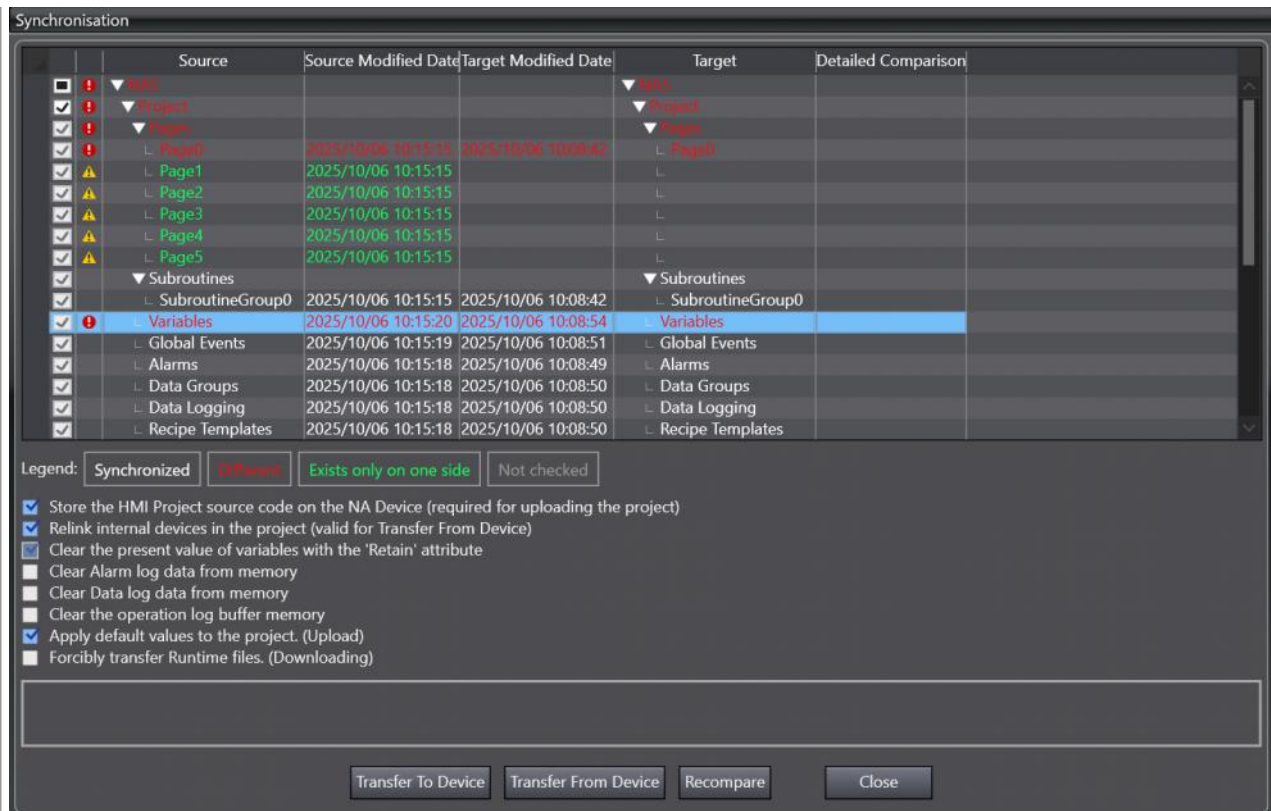 Synchronisation
Source Source Modified Date Target Modified Date Target Detailed Comparison
NA5 NA5
Project Project
Pages Pages
Page0 2025/10/06 10:15:15 2025/10/06 10:08:42 Page0
Page1 2025/10/06 10:15:15
Page2 2025/10/06 10:15:15
Page3 2025/10/06 10:15:15
Page4 2025/10/06 10:15:15
Page5 2025/10/06 10:15:15
Subroutines Subroutines
SubroutineGroup0 2025/10/06 10:15:15 2025/10/06 10:08:42 SubroutineGroup0
Variables 2025/10/06 10:15:20 2025/10/06 10:08:54 Variables
Global Events 2025/10/06 10:15:19 2025/10/06 10:08:51 Global Events
Alarms 2025/10/06 10:15:18 2025/10/06 10:08:49 Alarms
Data Groups 2025/10/06 10:15:18 2025/10/06 10:08:50 Data Groups
Data Logging 2025/10/06 10:15:18 2025/10/06 10:08:50 Data Logging
Recipe Templates 2025/10/06 10:15:18 2025/10/06 10:08:50 Recipe Templates
Legend: Synchronized Different Exists only on one side Not checked
Store the HMI Project source code on the NA Device (required for uploading the project)
Relink internal devices in the project (valid for Transfer From Device)
Clear the present value of variables with the 'Retain' attribute
Clear Alarm log data from memory
Clear Data log data from memory
Clear the operation log buffer memory
Apply default values to the project. (Upload)
Forcibly transfer Runtime files. (Downloading)
Transfer To Device Transfer From Device Recompare Close